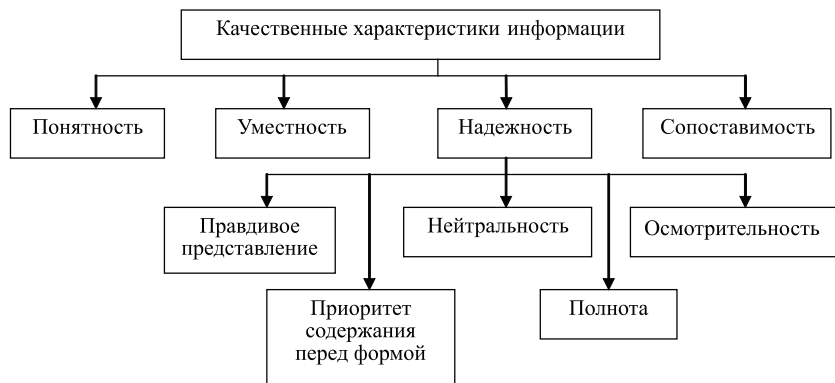 Качественные характеристики информации
Понятность
Уместность
Надежность
Сопоставимость
Правдивое
представление
Нейтральность
Осмотрительность
Приоритет
содержания
перед формой
Полнота